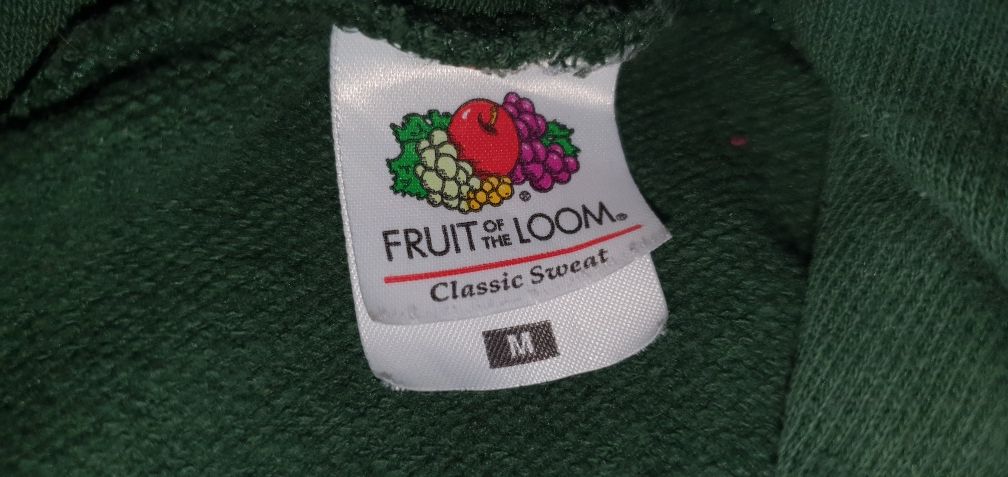 ®
FRUIT OF THE LOOM®
Classic Sweat
M